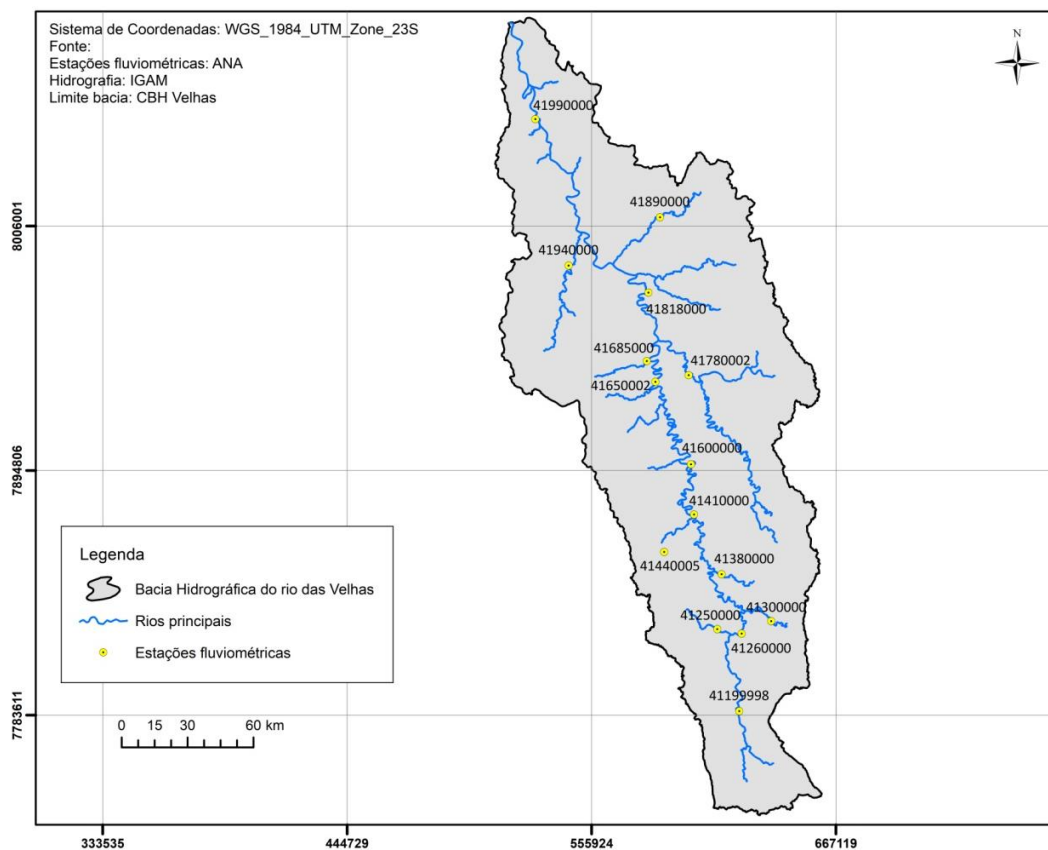 Sistema de Coordenadas: WGS_1984_UTM_Zone_23S
Fonte:
Estações fluviométricas: ANA
Hidrografia: IGAM
Limite bacia: CBH Velhas
N
41990000
41890000
8006001
41940000
41818000
41685000
41780002
41650002
41600000
7894806
41410000
41440005
41380000
41250000
41300000
41260000
41199998
7783611
Legenda
Bacia Hidrográfica do rio das Velhas
Rios principais
Estações fluviométricas
0 15 30 60 km
333535 444729 555924 667119